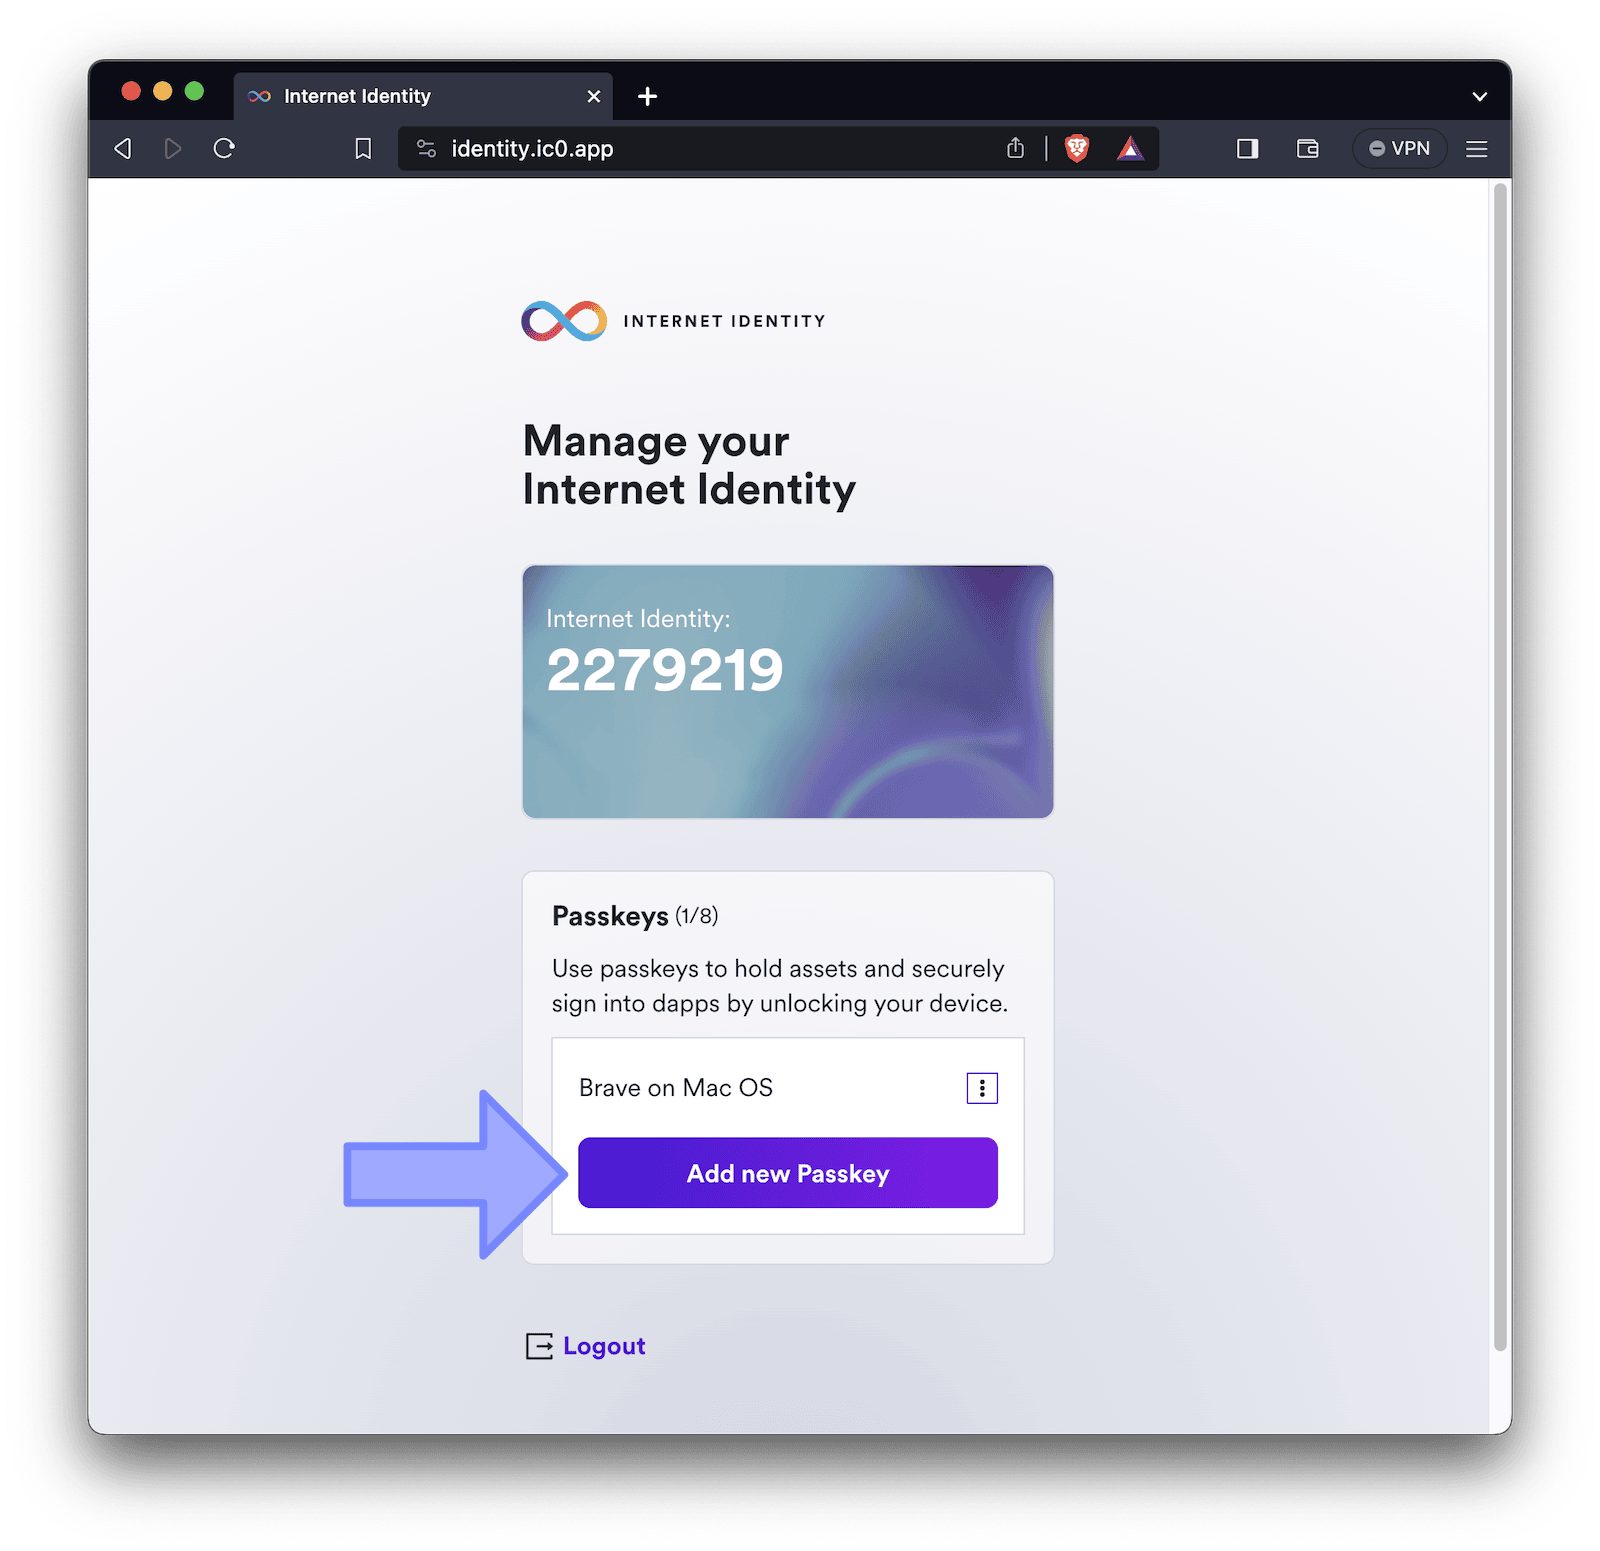 Internet Identity
identity.ic0.app
VPN
INTERNET IDENTITY
Manage your
Internet Identity
Internet Identity:
2279219
Passkeys (1/8)
Use passkeys to hold assets and securely
sign into dapps by unlocking your device.
Brave on Mac OS
Add new Passkey
Logout